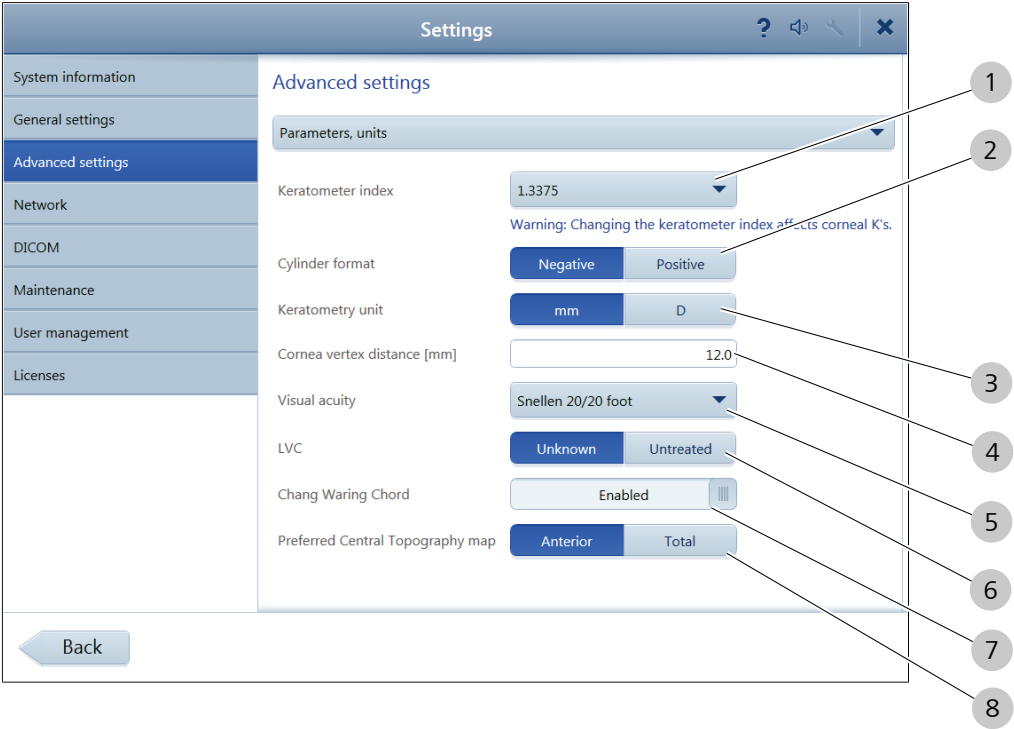 Settings
?
System information
General settings
Advanced settings
Network
DICOM
Maintenance
User management
Licenses
Advanced settings
Parameters, units
Keratometer index 1.3375
Warning: Changing the keratometer index affects corneal K's.
Cylinder format Negative Positive
Keratometry unit mm D
Cornea vertex distance [mm] 12.0
Visual acuity Snellen 20/20 foot
LVC Unknown Untreated
Chang Waring Chord Enabled
Preferred Central Topography map Anterior Total
Back
1
2
3
4
5
6
7
8